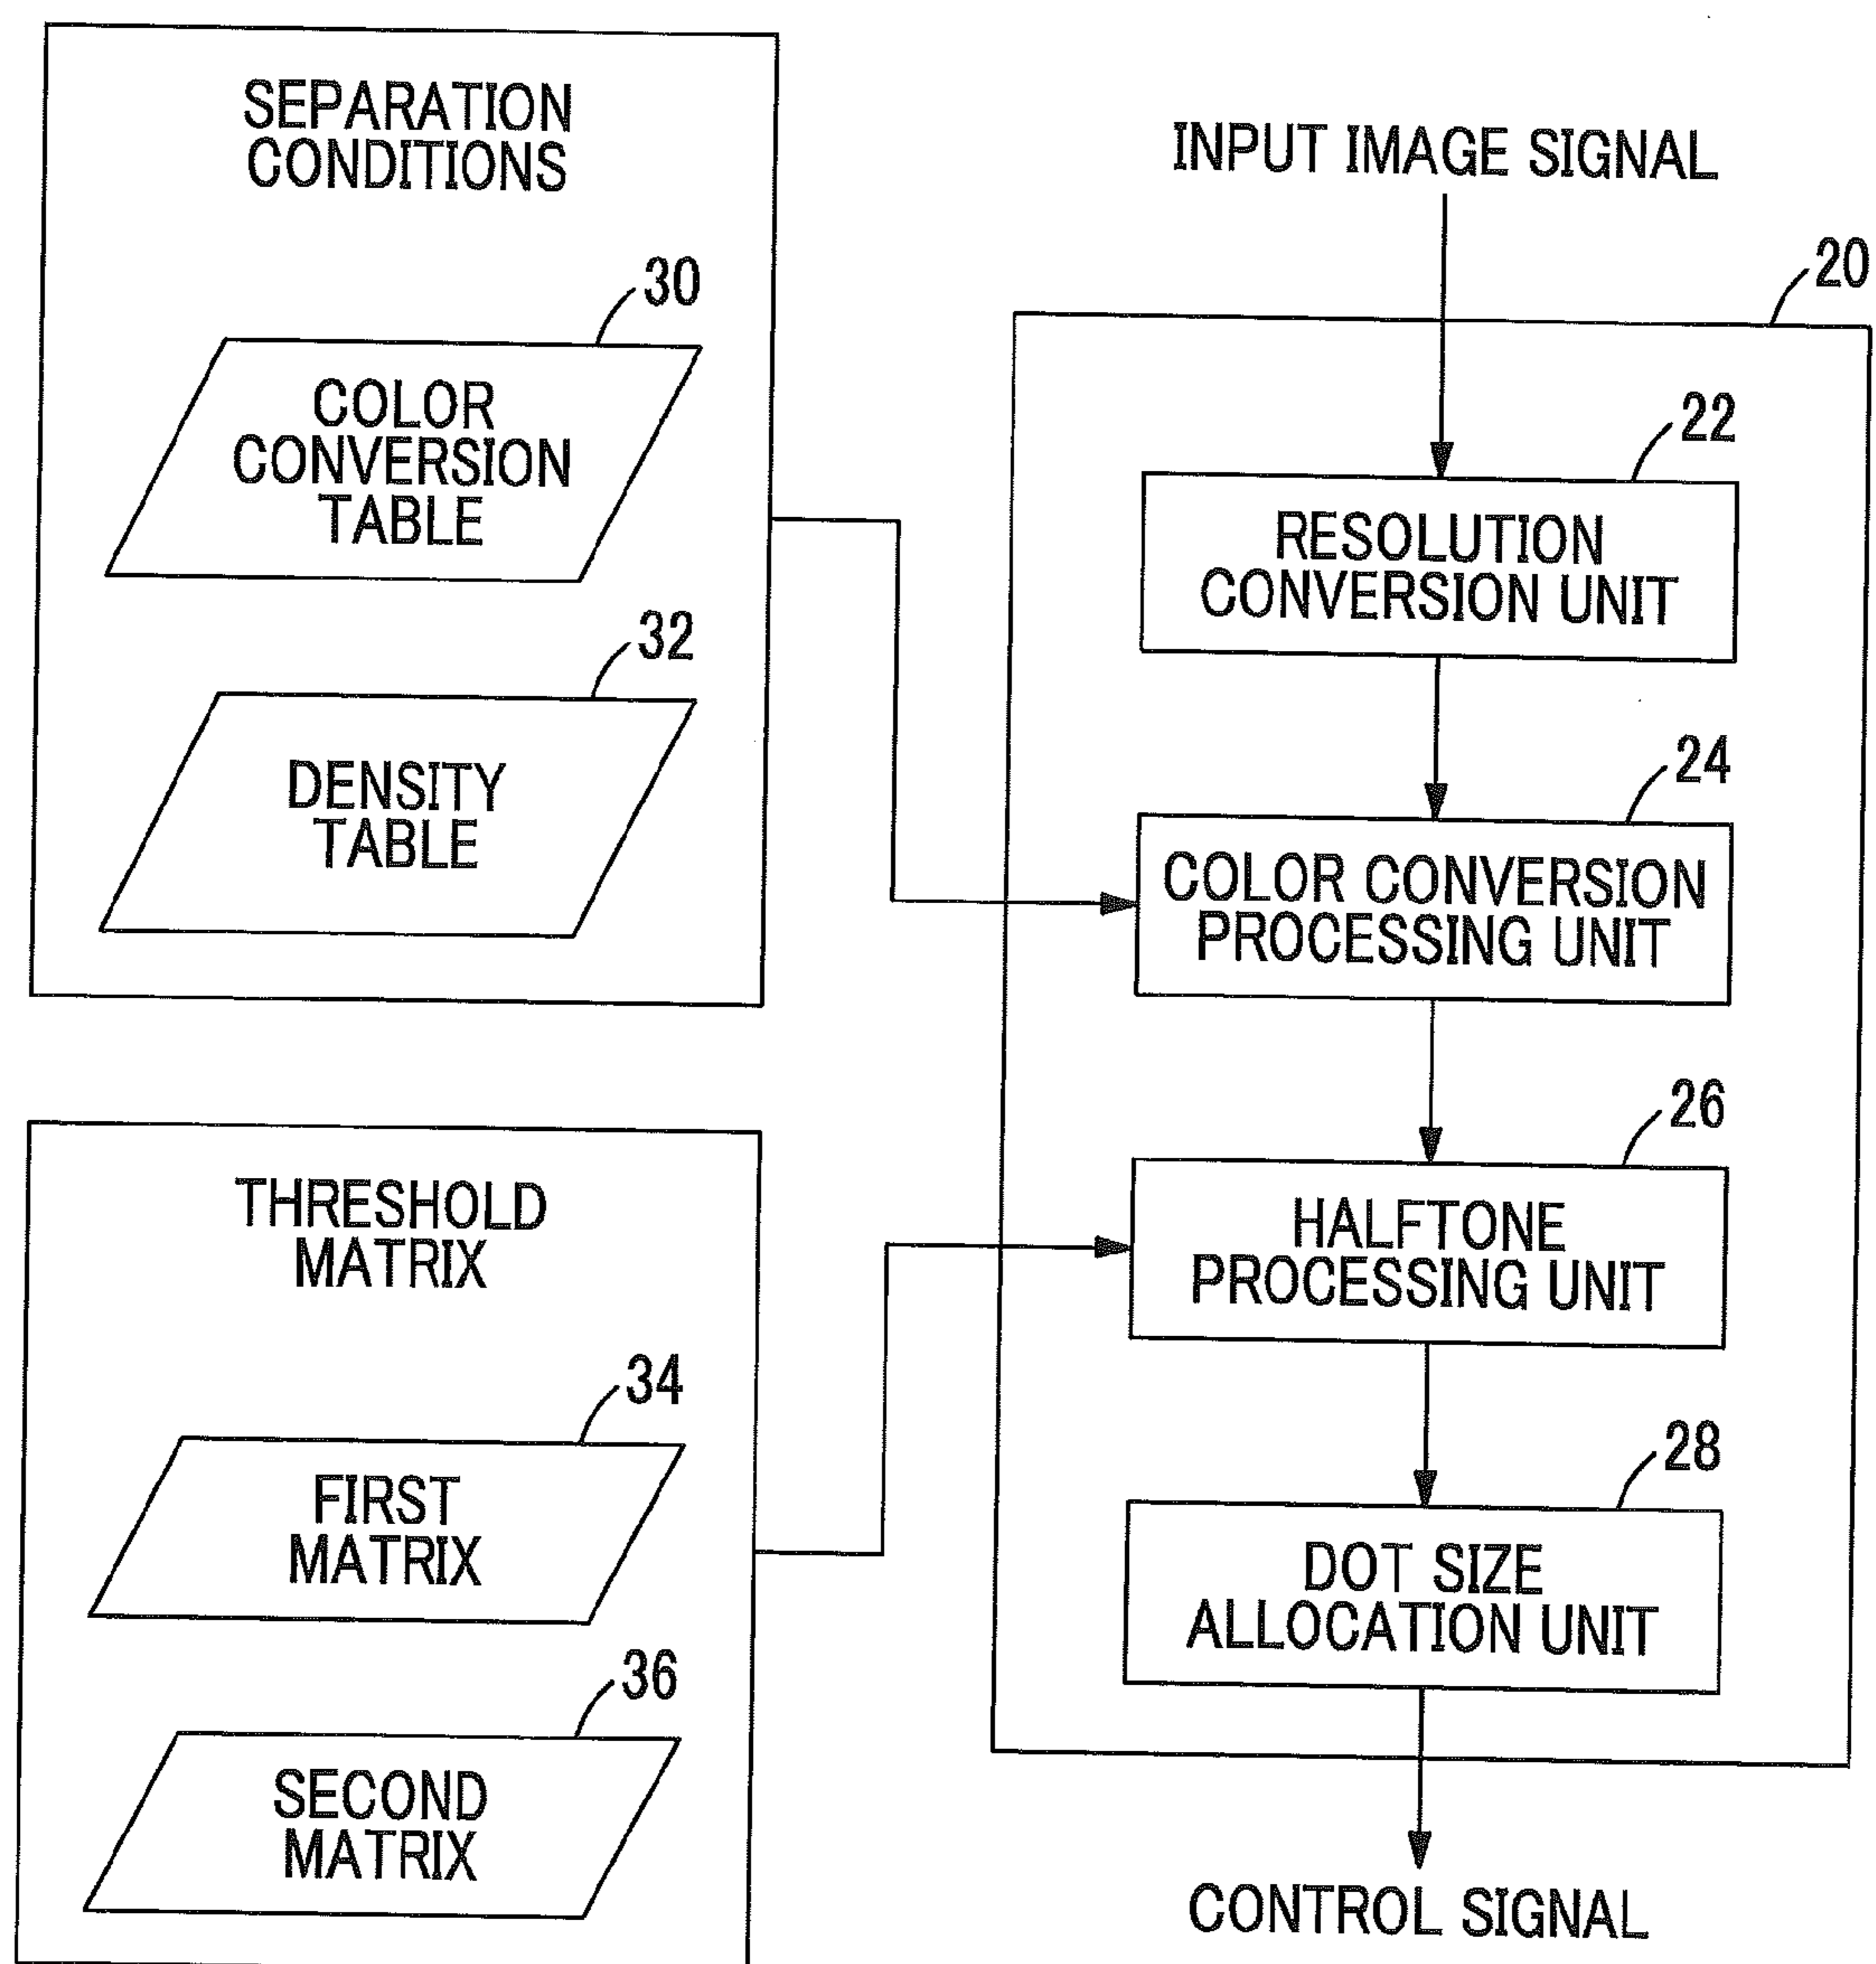 SEPARATION
CONDITIONS
30
COLOR
CONVERSION
TABLE
32
DENSITY
TABLE
THRESHOLD
MATRIX
34
FIRST
MATRIX
36
SECOND
MATRIX
INPUT IMAGE SIGNAL
20
22
RESOLUTION
CONVERSION UNIT
24
COLOR CONVERSION
PROCESSING UNIT
26
HALFTONE
PROCESSING UNIT
28
DOT SIZE
ALLOCATION UNIT
CONTROL SIGNAL